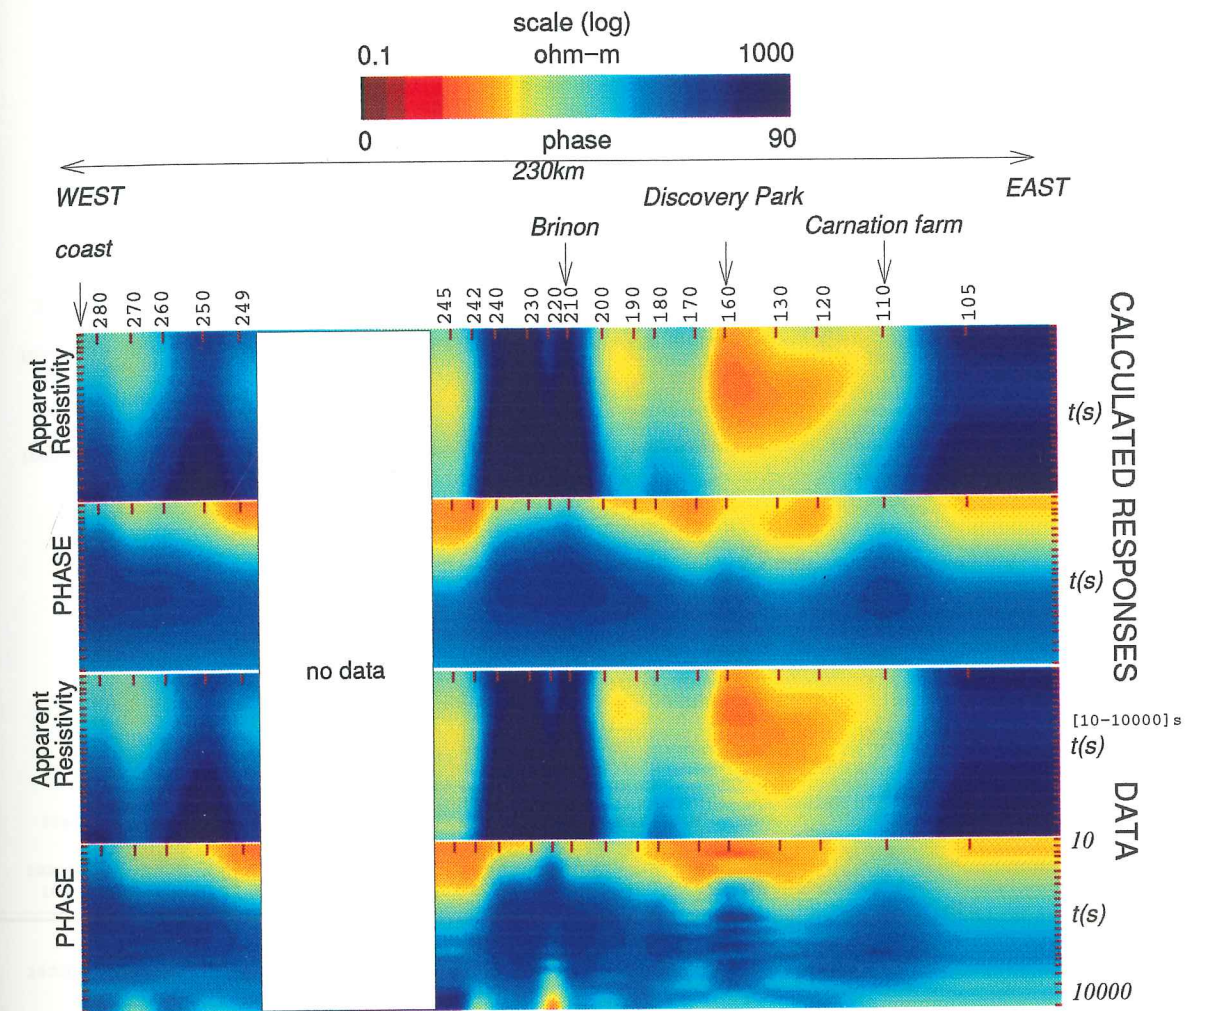 scale (log)
0.1 ohm-m 1000
0 phase 90
230km
WEST EAST
Discovery Park
Brinon Carnation farm
coast
280 270 260 250 249 245 242 240 230 220 210 200 190 180 170 160 130 120 110 105
Apparent
Resistivity
t(s)
PHASE
t(s)
CALCULATED RESPONSES
no data
Apparent
Resistivity
[10-10000]s
t(s)
10
PHASE
t(s)
10000
DATA